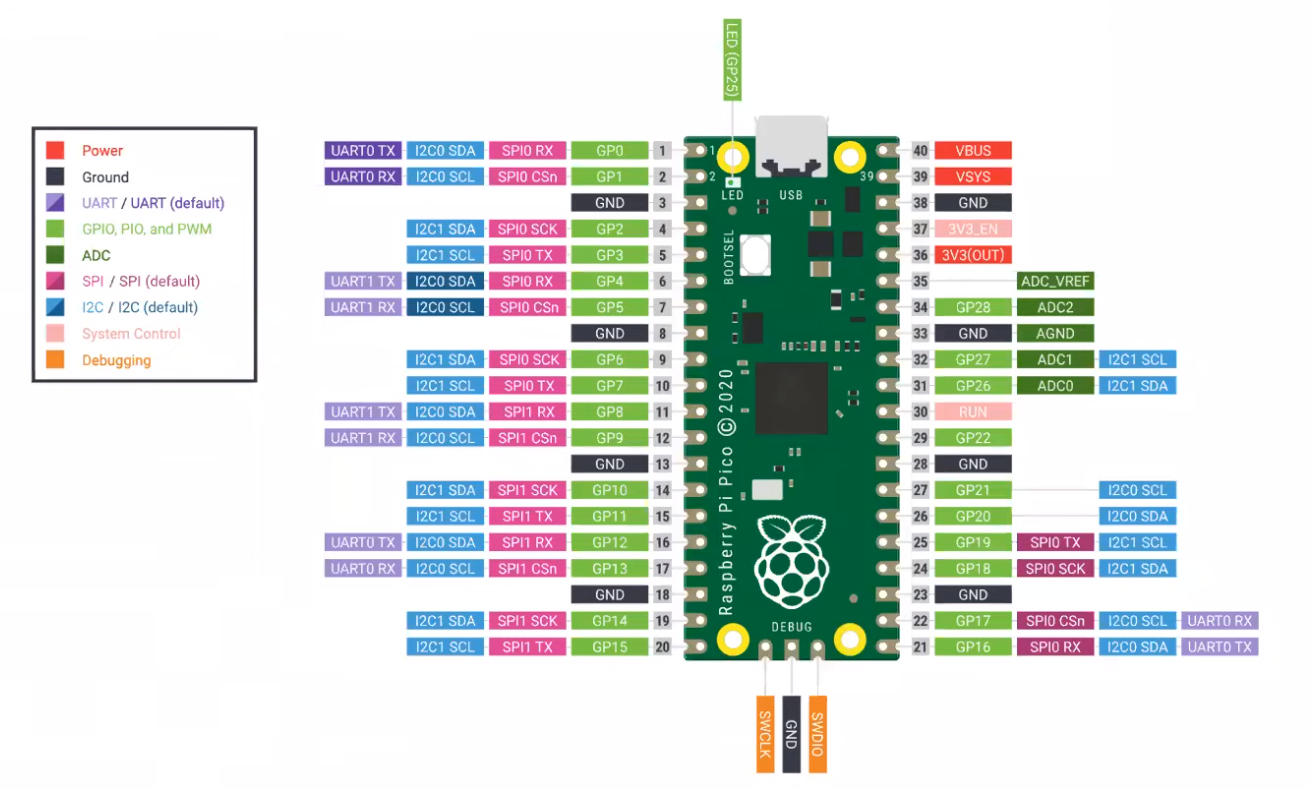 LED (GP25)
Power
Ground
UART / UART (default)
GPIO, PIO, and PWM
ADC
SPI / SPI (default)
I2C / I2C (default)
System Control
Debugging
UART0 TX I2C0 SDA SPI0 RX GP0 1
UART0 RX I2C0 SCL SPI0 CSn GP1 2
GND 3
I2C1 SDA SPI0 SCK GP2 4
I2C1 SCL SPI0 TX GP3 5
UART1 TX I2C0 SDA SPI0 RX GP4 6
UART1 RX I2C0 SCL SPI0 CSn GP5 7
GND 8
I2C1 SDA SPI0 SCK GP6 9
I2C1 SCL SPI0 TX GP7 10
UART1 TX I2C0 SDA SPI1 RX GP8 11
UART1 RX I2C0 SCL SPI1 CSn GP9 12
GND 13
I2C1 SDA SPI1 SCK GP10 14
I2C1 SCL SPI1 TX GP11 15
UART0 TX I2C0 SDA SPI1 RX GP12 16
UART0 RX I2C0 SCL SPI1 CSn GP13 17
GND 18
I2C1 SDA SPI1 SCK GP14 19
I2C1 SCL SPI1 TX GP15 20
1
2
39
LED
USB
BOOTSEL
Raspberry Pi Pico ©2020
DEBUG
40 VBUS
39 VSYS
38 GND
37 3V3_EN
36 3V3(OUT)
35 ADC_VREF
34 GP28 ADC2
33 GND AGND
32 GP27 ADC1 I2C1 SCL
31 GP26 ADC0 I2C1 SDA
30 RUN
29 GP22
28 GND
27 GP21 I2C0 SCL
26 GP20 I2C0 SDA
25 GP19 SPI0 TX I2C1 SCL
24 GP18 SPI0 SCK I2C1 SDA
23 GND
22 GP17 SPI0 CSn I2C0 SCL UART0 RX
21 GP16 SPI0 RX I2C0 SDA UART0 TX
SWCLK
GND
SWDIO